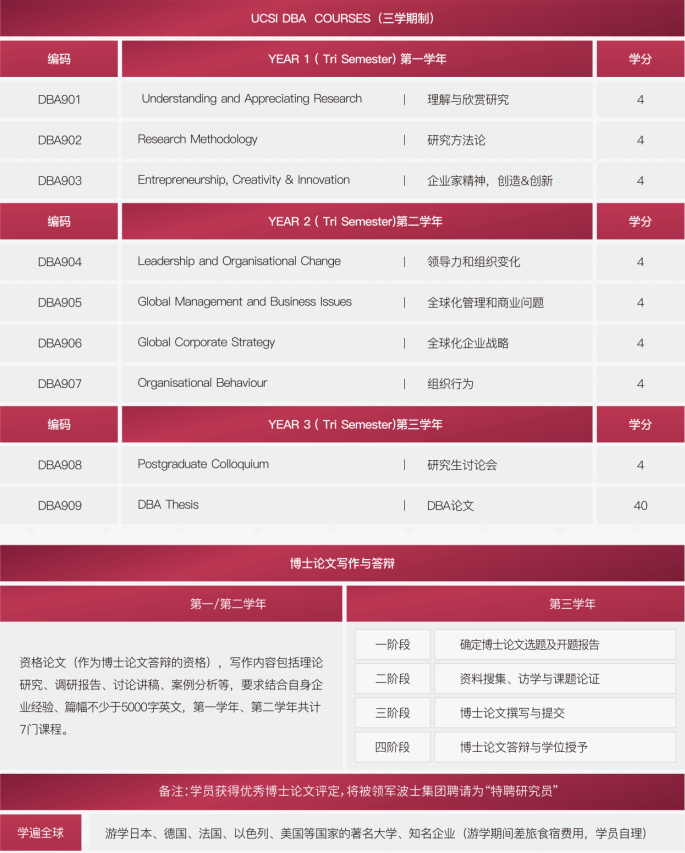 UCSI DBA COURSES（三学期制）
编码 YEAR 1 ( Tri Semester) 第一学年 学分
DBA901 Understanding and Appreciating Research | 理解与欣赏研究 4
DBA902 Research Methodology | 研究方法论 4
DBA903 Entrepreneurship, Creativity & Innovation | 企业家精神，创造&创新 4
编码 YEAR 2 ( Tri Semester)第二学年 学分
DBA904 Leadership and Organisational Change | 领导力和组织变化 4
DBA905 Global Management and Business Issues | 全球化管理和商业问题 4
DBA906 Global Corporate Strategy | 全球化企业战略 4
DBA907 Organisational Behaviour | 组织行为 4
编码 YEAR 3 ( Tri Semester)第三学年 学分
DBA908 Postgraduate Colloquium | 研究生讨论会 4
DBA909 DBA Thesis | DBA论文 40
博士论文写作与答辩
第一/第二学年
资格论文（作为博士论文答辩的资格），写作内容包括理论
研究、调研报告、讨论讲稿、案例分析等，要求结合自身企
业经验、篇幅不少于5000字英文，第一学年、第二学年共计
7门课程。
第三学年
一阶段 确定博士论文选题及开题报告
二阶段 资料搜集、访学与课题论证
三阶段 博士论文撰写与提交
四阶段 博士论文答辩与学位授予
备注：学员获得优秀博士论文评定，将被领军波士集团聘请为“特聘研究员”
学遍全球 游学日本、德国、法国、以色列、美国等国家的著名大学、知名企业（游学期间差旅食宿费用，学员自理）